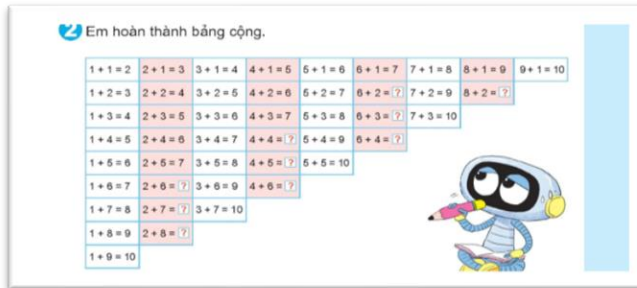 2 Em hoàn thành bảng cộng.
1 + 1 = 2 2 + 1 = 3 3 + 1 = 4 4 + 1 = 5 5 + 1 = 6 6 + 1 = 7 7 + 1 = 8 8 + 1 = 9 9 + 1 = 10
1 + 2 = 3 2 + 2 = 4 3 + 2 = 5 4 + 2 = 6 5 + 2 = 7 6 + 2 = ? 7 + 2 = 9 8 + 2 = ?
1 + 3 = 4 2 + 3 = 5 3 + 3 = 6 4 + 3 = 7 5 + 3 = 8 6 + 3 = ? 7 + 3 = 10
1 + 4 = 5 2 + 4 = 6 3 + 4 = 7 4 + 4 = ? 5 + 4 = 9 6 + 4 = ?
1 + 5 = 6 2 + 5 = 7 3 + 5 = 8 4 + 5 = ? 5 + 5 = 10
1 + 6 = 7 2 + 6 = ? 3 + 6 = 9 4 + 6 = ?
1 + 7 = 8 2 + 7 = ? 3 + 7 = 10
1 + 8 = 9 2 + 8 = ?
1 + 9 = 10